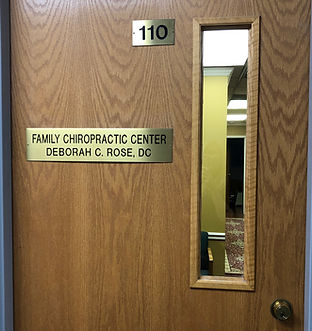 110
FAMILY CHIROPRACTIC CENTER
DEBORAH C. ROSE, DC